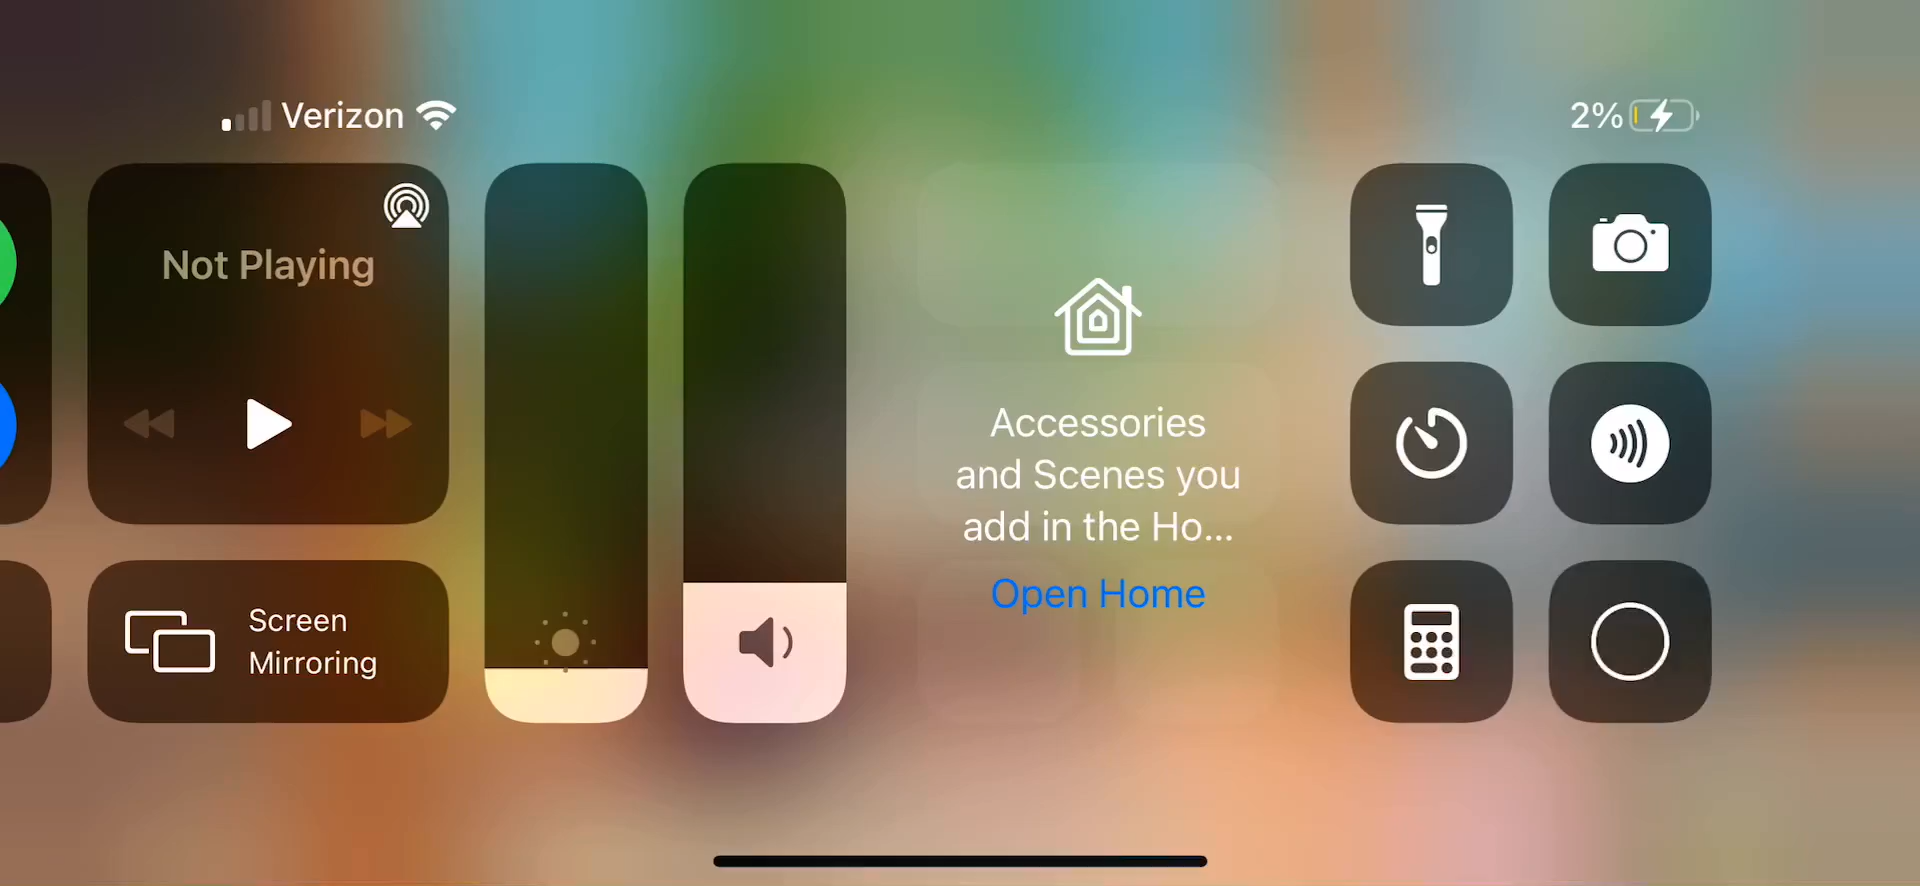 Verizon
2%
Not Playing
Screen
Mirroring
Accessories
and Scenes you
add in the Ho...
Open Home